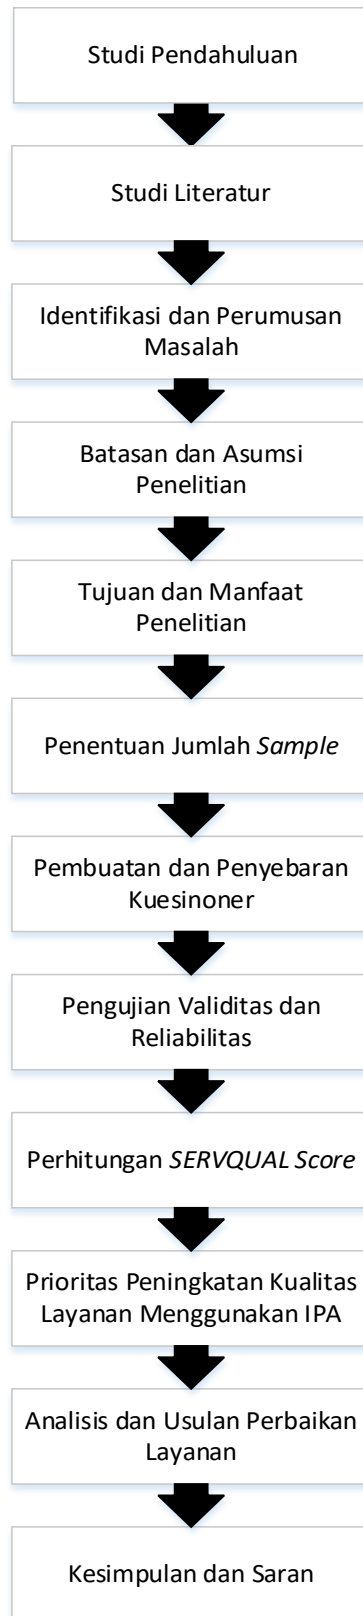 Studi Pendahuluan
Studi Literatur
Identifikasi dan Perumusan
Masalah
Batasan dan Asumsi
Penelitian
Tujuan dan Manfaat
Penelitian
Penentuan Jumlah Sample
Pembuatan dan Penyebaran
Kuesinoner
Pengujian Validitas dan
Reliabilitas
Perhitungan SERVQUAL Score
Prioritas Peningkatan Kualitas
Layanan Menggunakan IPA
Analisis dan Usulan Perbaikan
Layanan
Kesimpulan dan Saran